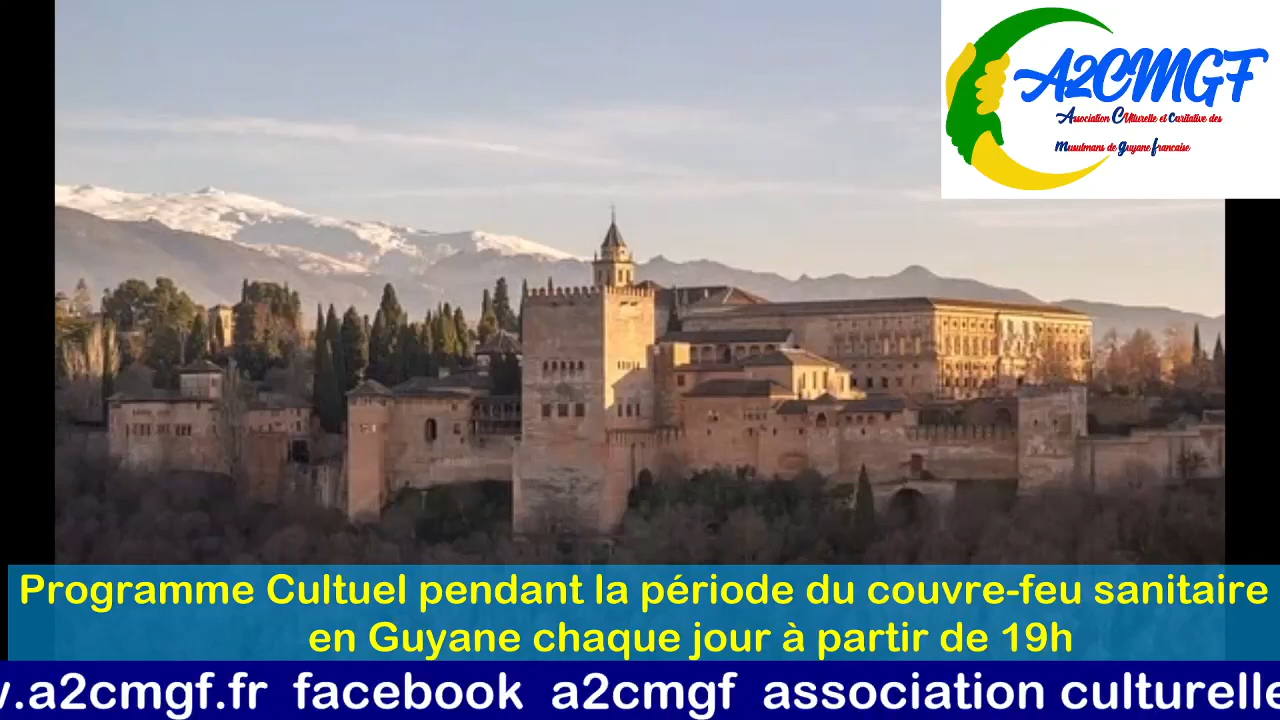 A2CMGF
Association CUlturelle et caritative des
Musulmans de Guyane française
Programme Cultuel pendant la période du couvre-feu sanitaire
en Guyane chaque jour à partir de 19h
.a2cmgf.fr facebook a2cmgf association culturelle